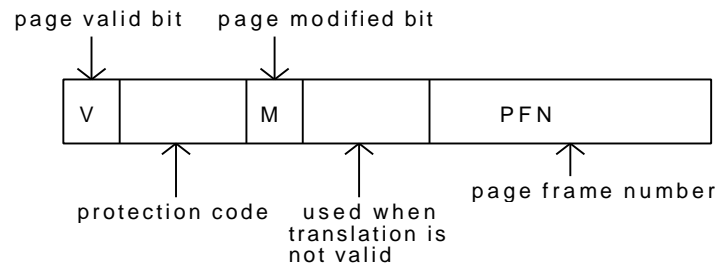 page valid bit
page modified bit
V
M
PFN
protection code
used when
translation is
not valid
page frame number